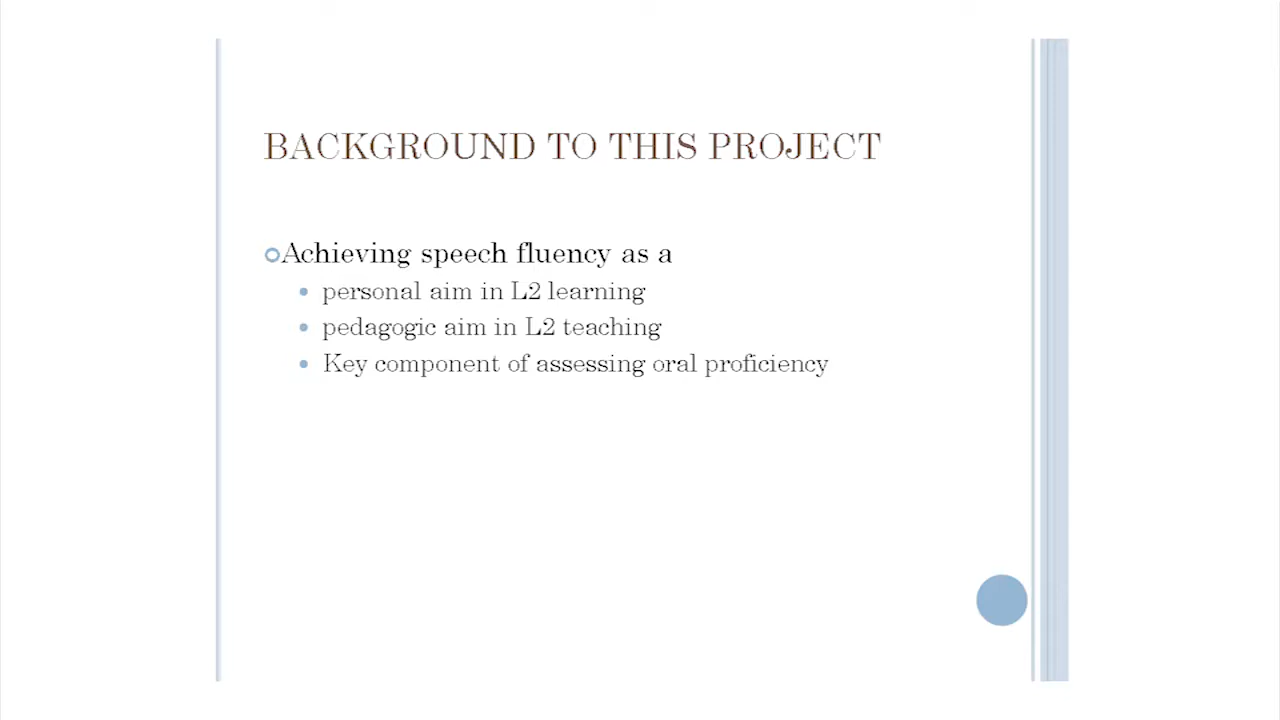 BACKGROUND TO THIS PROJECT
Achieving speech fluency as a
personal aim in L2 learning
pedagogic aim in L2 teaching
Key component of assessing oral proficiency